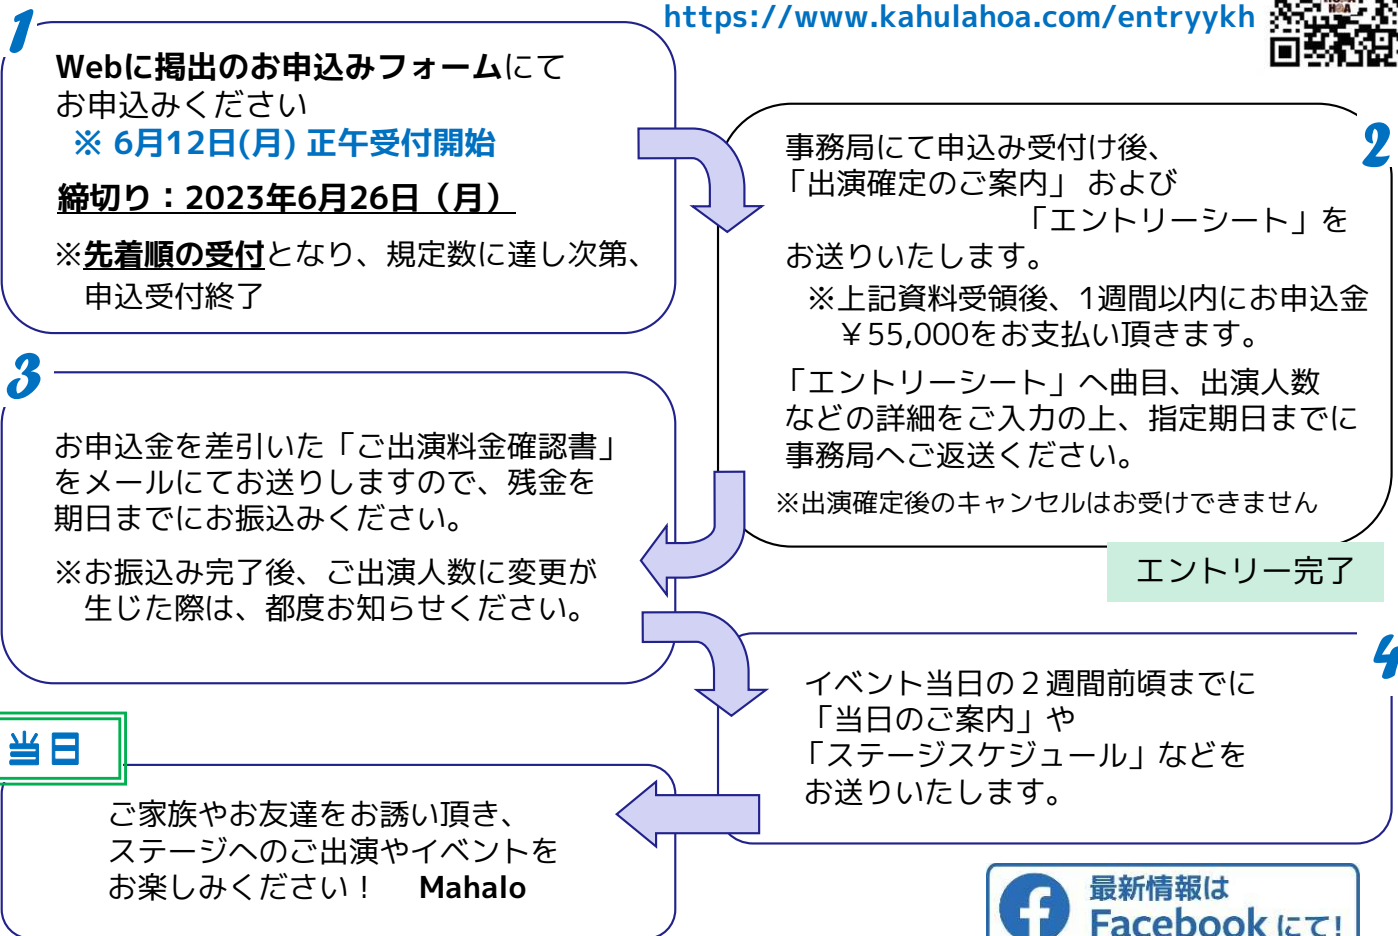 https://www.kahulahoa.com/entryykh
1
Webに掲出のお申込みフォームにて
お申込みください
※ 6月12日(月) 正午受付開始
締切り：2023年6月26日（月）
※先着順の受付となり、規定数に達し次第、
申込受付終了
2
事務局にて申込み受付け後、
「出演確定のご案内」 および
「エントリーシート」を
お送りいたします。
※上記資料受領後、1週間以内にお申込金
￥55,000をお支払い頂きます。
「エントリーシート」へ曲目、出演人数
などの詳細をご入力の上、指定期日までに
事務局へご返送ください。
※出演確定後のキャンセルはお受けできません
エントリー完了
3
お申込金を差引いた「ご出演料金確認書」
をメールにてお送りしますので、残金を
期日までにお振込みください。
※お振込み完了後、ご出演人数に変更が
生じた際は、都度お知らせください。
4
イベント当日の２週間前頃までに
「当日のご案内」や
「ステージスケジュール」などを
お送りいたします。
当日
ご家族やお友達をお誘い頂き、
ステージへのご出演やイベントを
お楽しみください！ Mahalo
最新情報は
Facebook にて!